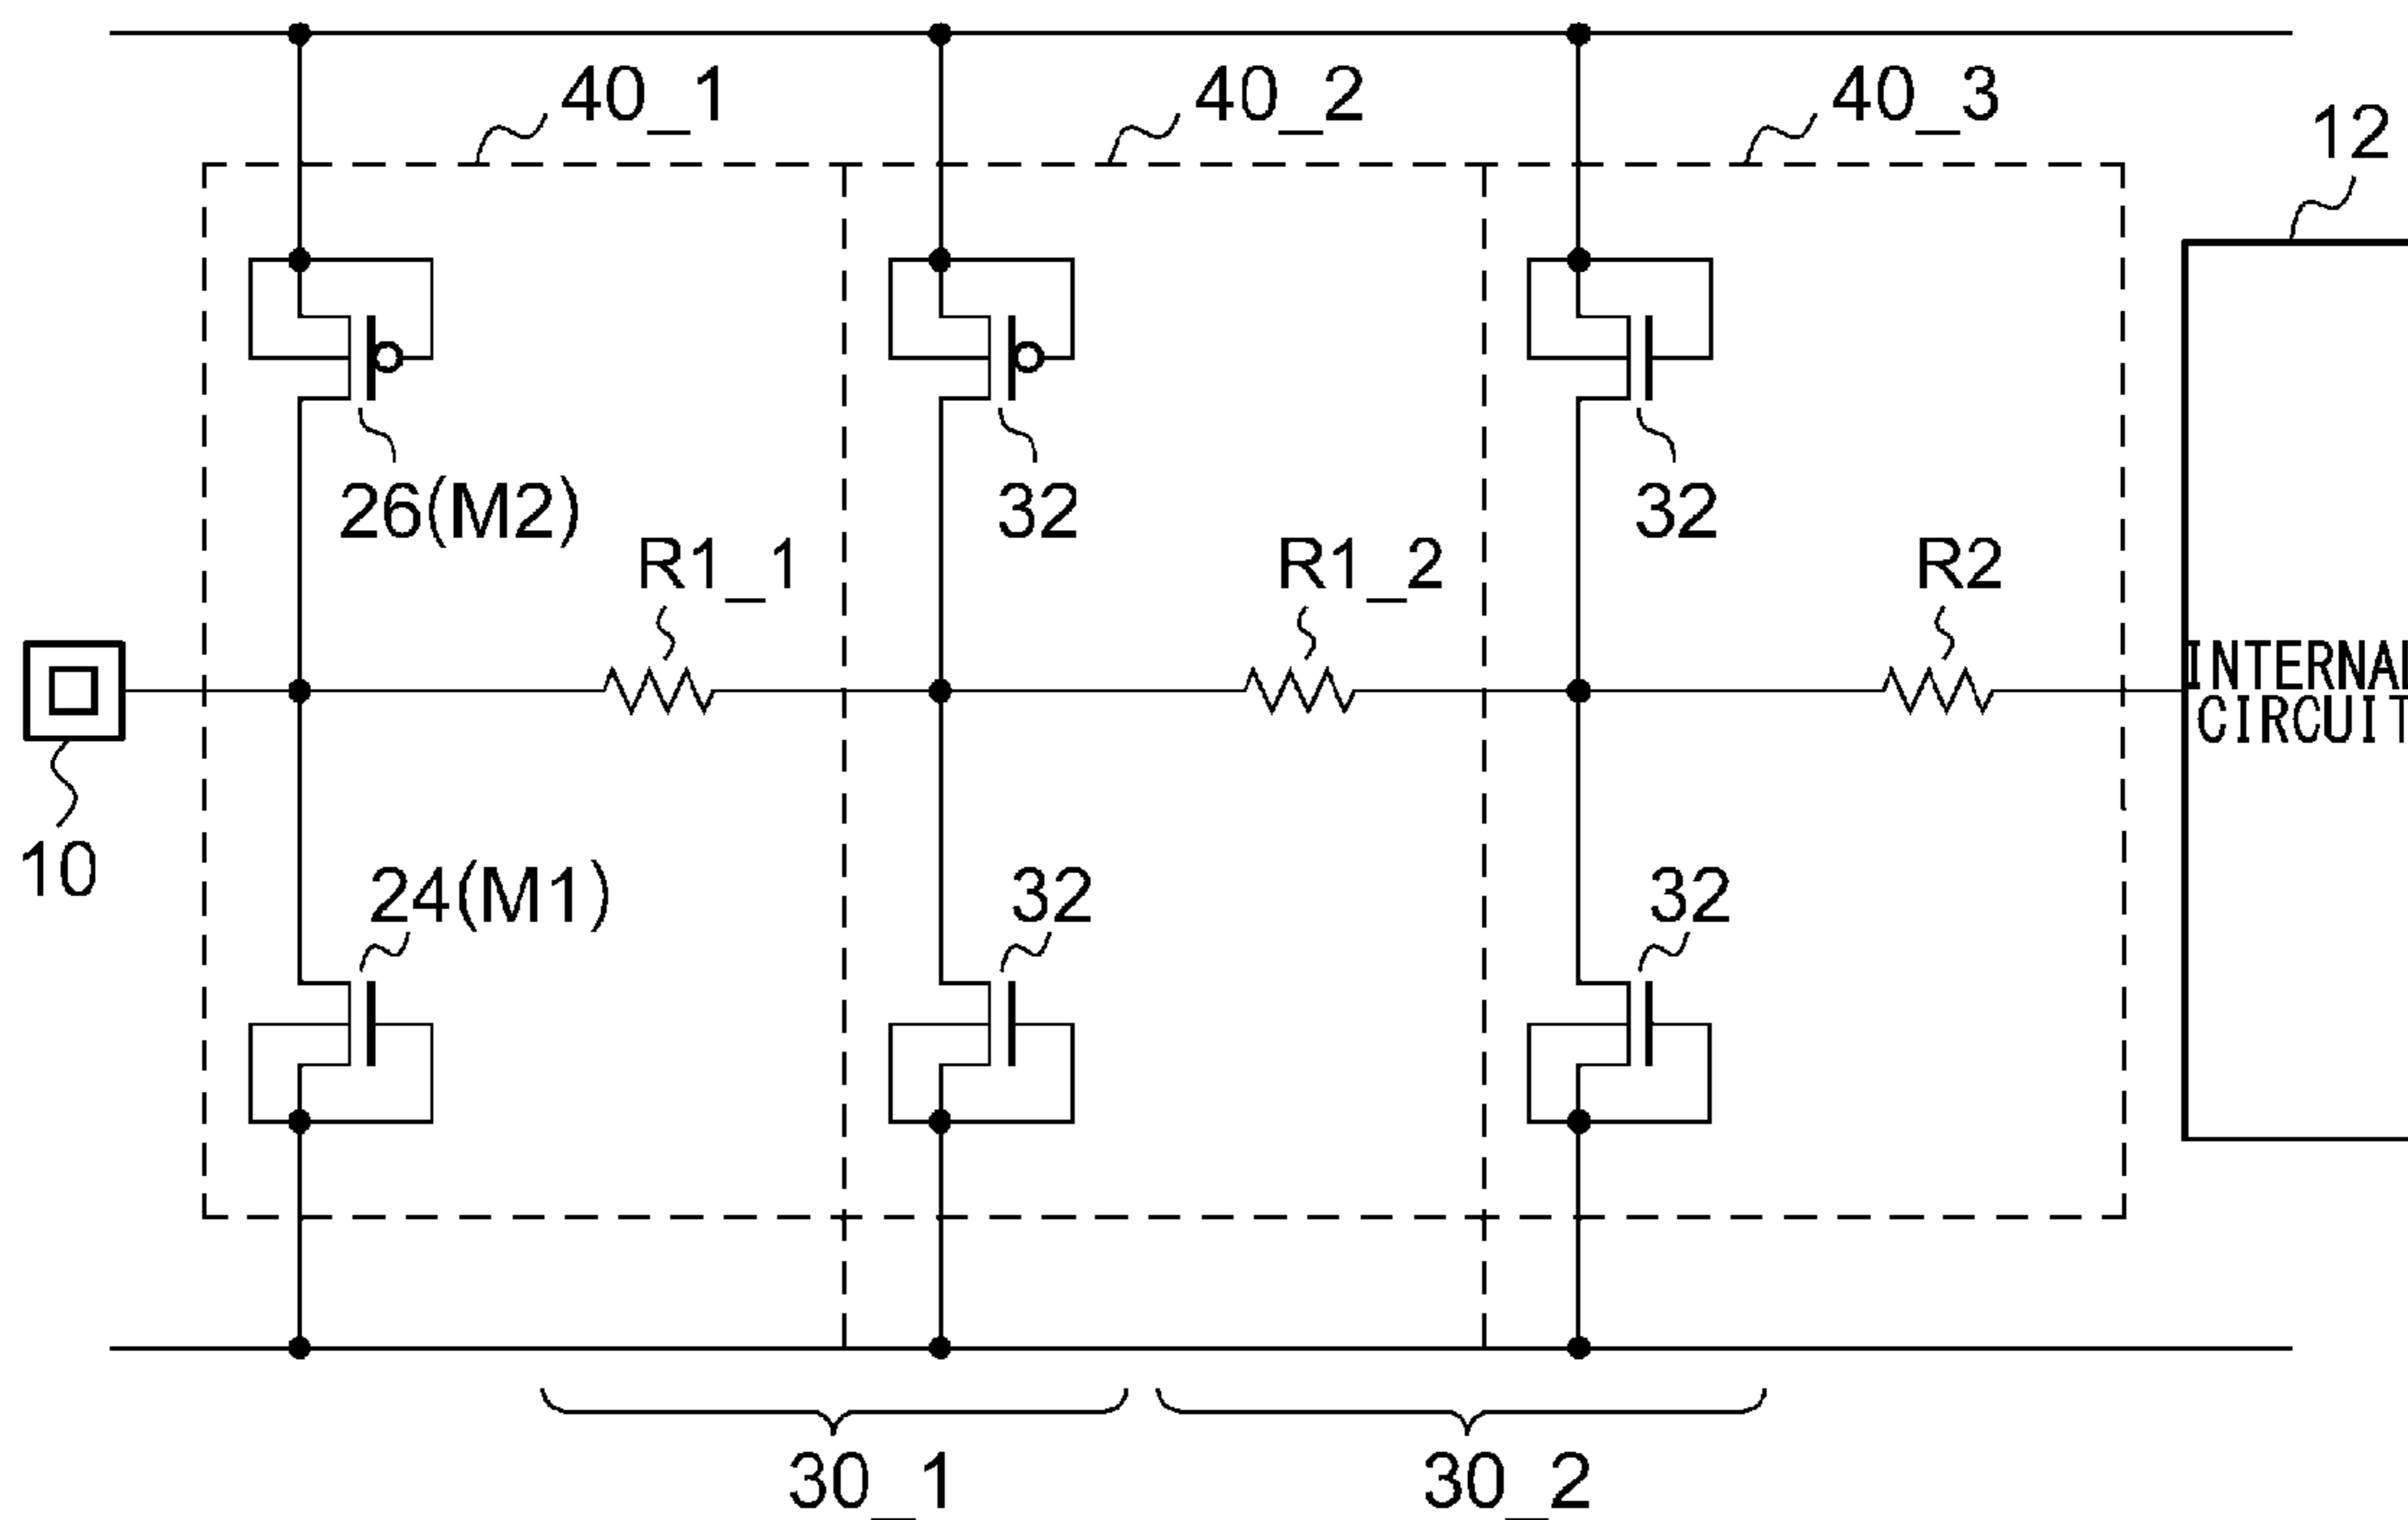 40_1
40_2
40_3
12
26(M2)
32
32
R1_1
R1_2
R2
INTERNAL
CIRCUIT
10
24(M1)
32
32
30_1
30_2